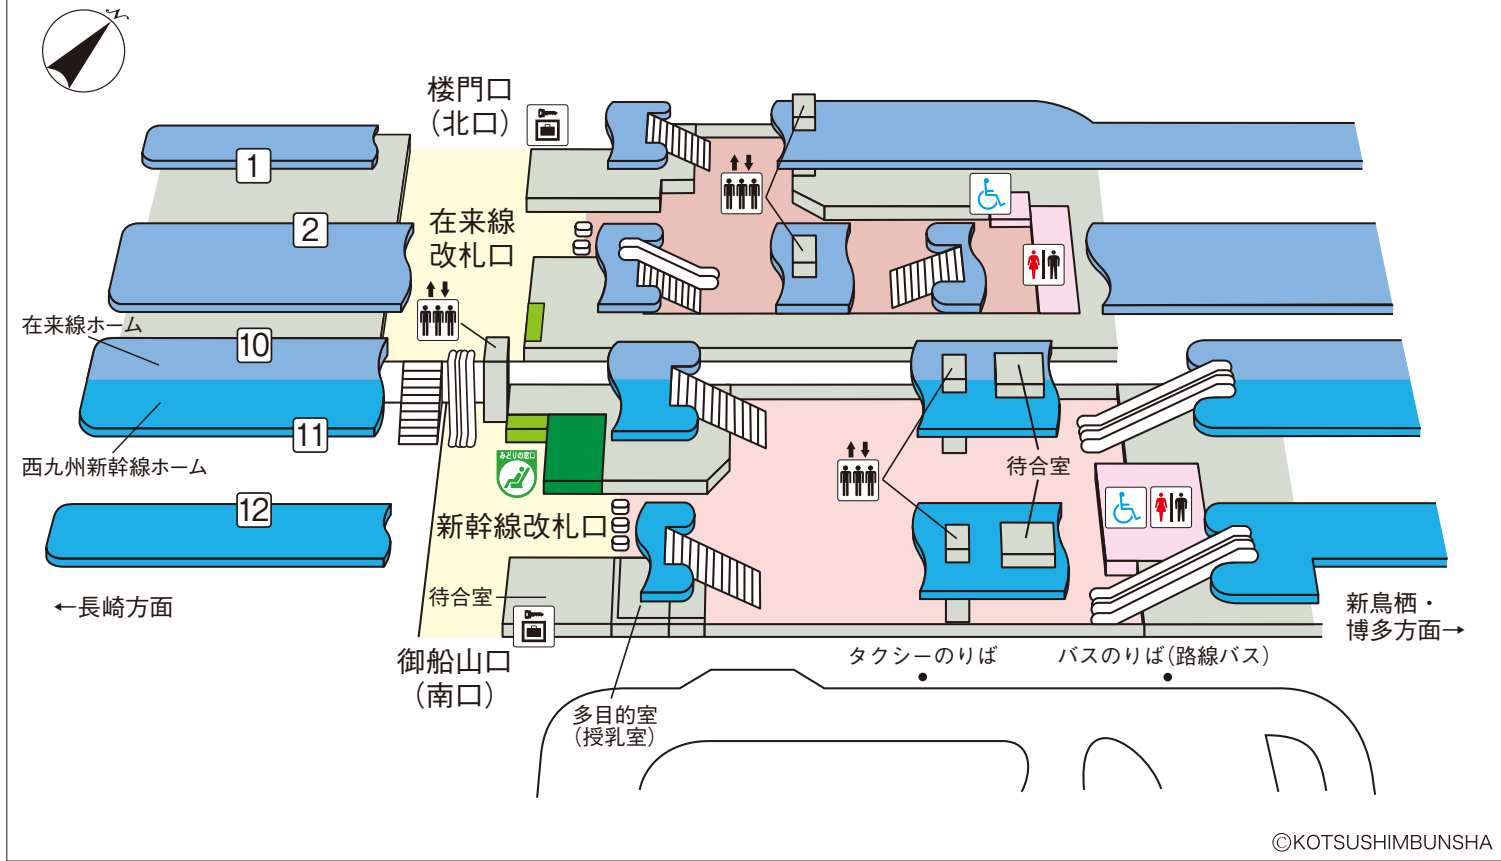 N
楼門口
（北口）
1
2
在来線
改札口
在来線ホーム
10
11
西九州新幹線ホーム
みどりの窓口
待合室
12
新幹線改札口
←長崎方面
待合室
新鳥栖・
博多方面→
御船山口
（南口）
タクシーのりば
バスのりば（路線バス）
多目的室
（授乳室）
©KOTSUSHIMBUNSHA